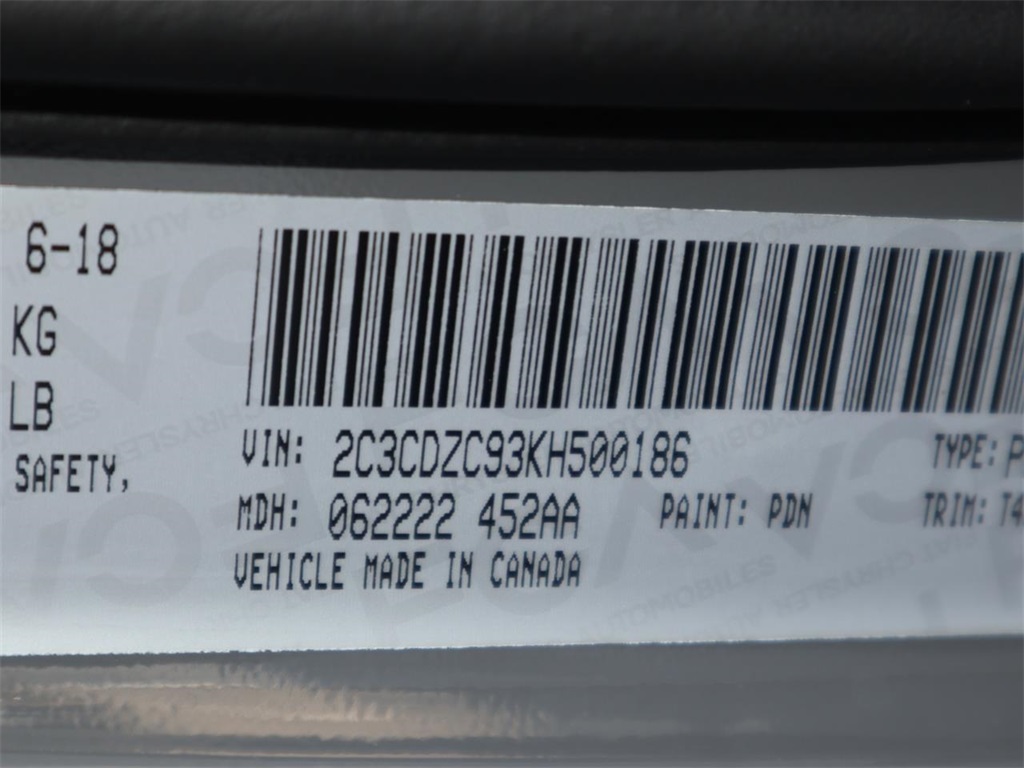 6-18
KG
LB
SAFETY,
VIN: 2C3CDZC93KH500186
TYPE:
MDH: 062222 452AA PAINT: PDN
TRIM: T4
VEHICLE MADE IN CANADA